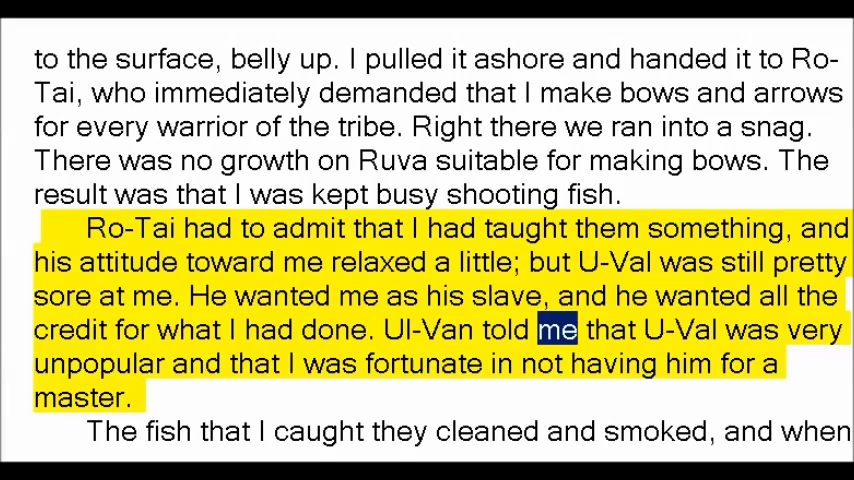 to the surface, belly up. I pulled it ashore and handed it to Ro-
Tai, who immediately demanded that I make bows and arrows
for every warrior of the tribe. Right there we ran into a snag.
There was no growth on Ruva suitable for making bows. The
result was that I was kept busy shooting fish.
Ro-Tai had to admit that I had taught them something, and
his attitude toward me relaxed a little; but U-Val was still pretty
sore at me. He wanted me as his slave, and he wanted all the
credit for what I had done. Ul-Van told me that U-Val was very
unpopular and that I was fortunate in not having him for a
master.
The fish that I caught they cleaned and smoked, and when